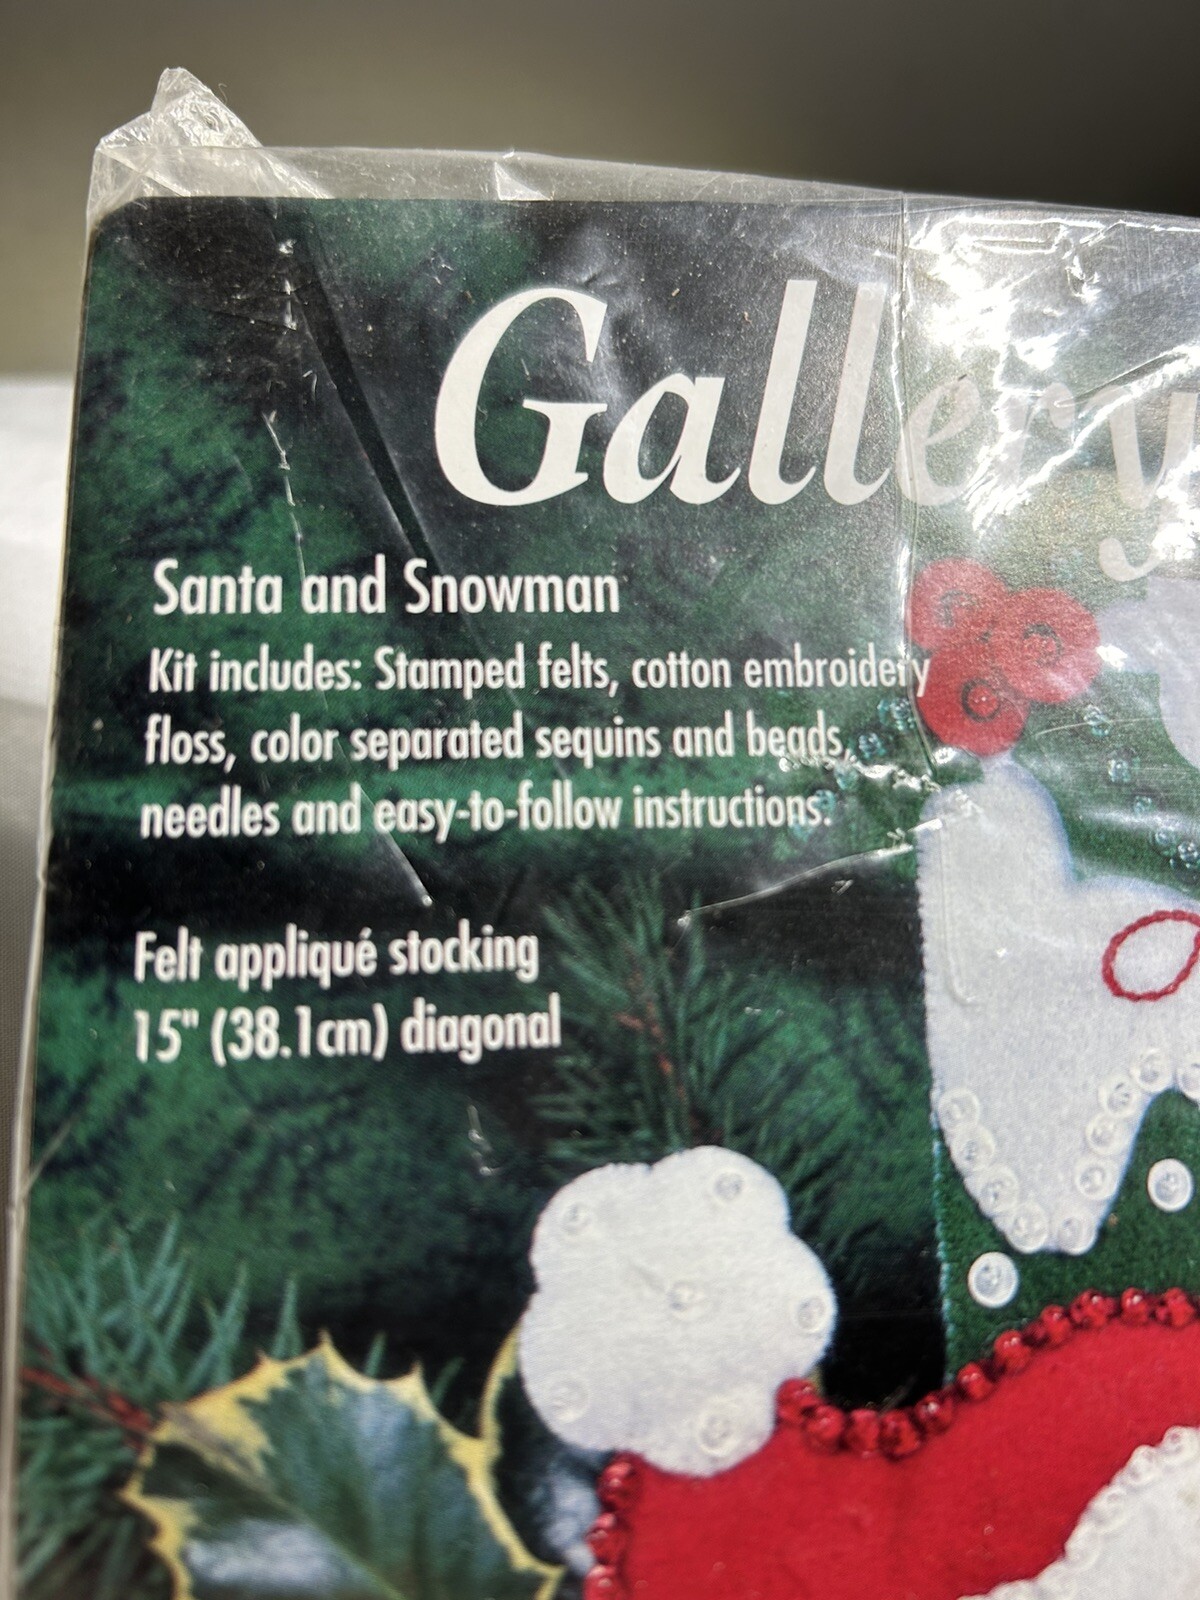 Gallery
Santa and Snowman
Kit includes: Stamped felts, cotton embroidery
floss, color separated sequins and beads,
needles and easy-to-follow instructions.
Felt appliqué stocking
15" (38.1cm) diagonal